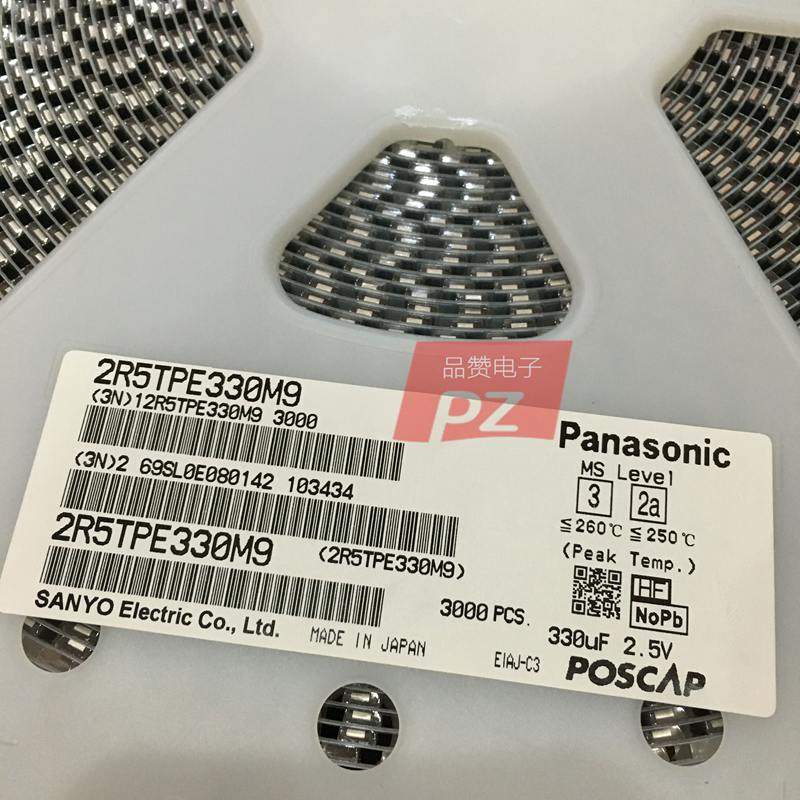 品赞电子
PZ
2R5TPE330M9
(3N)12R5TPE330M9 3000
(3N)2 69SL0E080142 103434
2R5TPE330M9 (2R5TPE330M9)
SANYO Electric Co., Ltd.
MADE IN JAPAN
3000 PCS.
EIAJ-C3
Panasonic
MS Level
3 2a
≦260℃ ≦250℃
(Peak Temp.)
HF
NoPb
330uF 2.5V
POSCAP